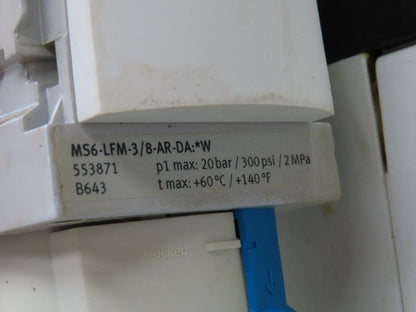 MS6-LFM-3/8-AR-DA:*W
553871 p1 max: 20 bar / 300 psi / 2 MPa
B643 t max: +60°C / +140°F
locked